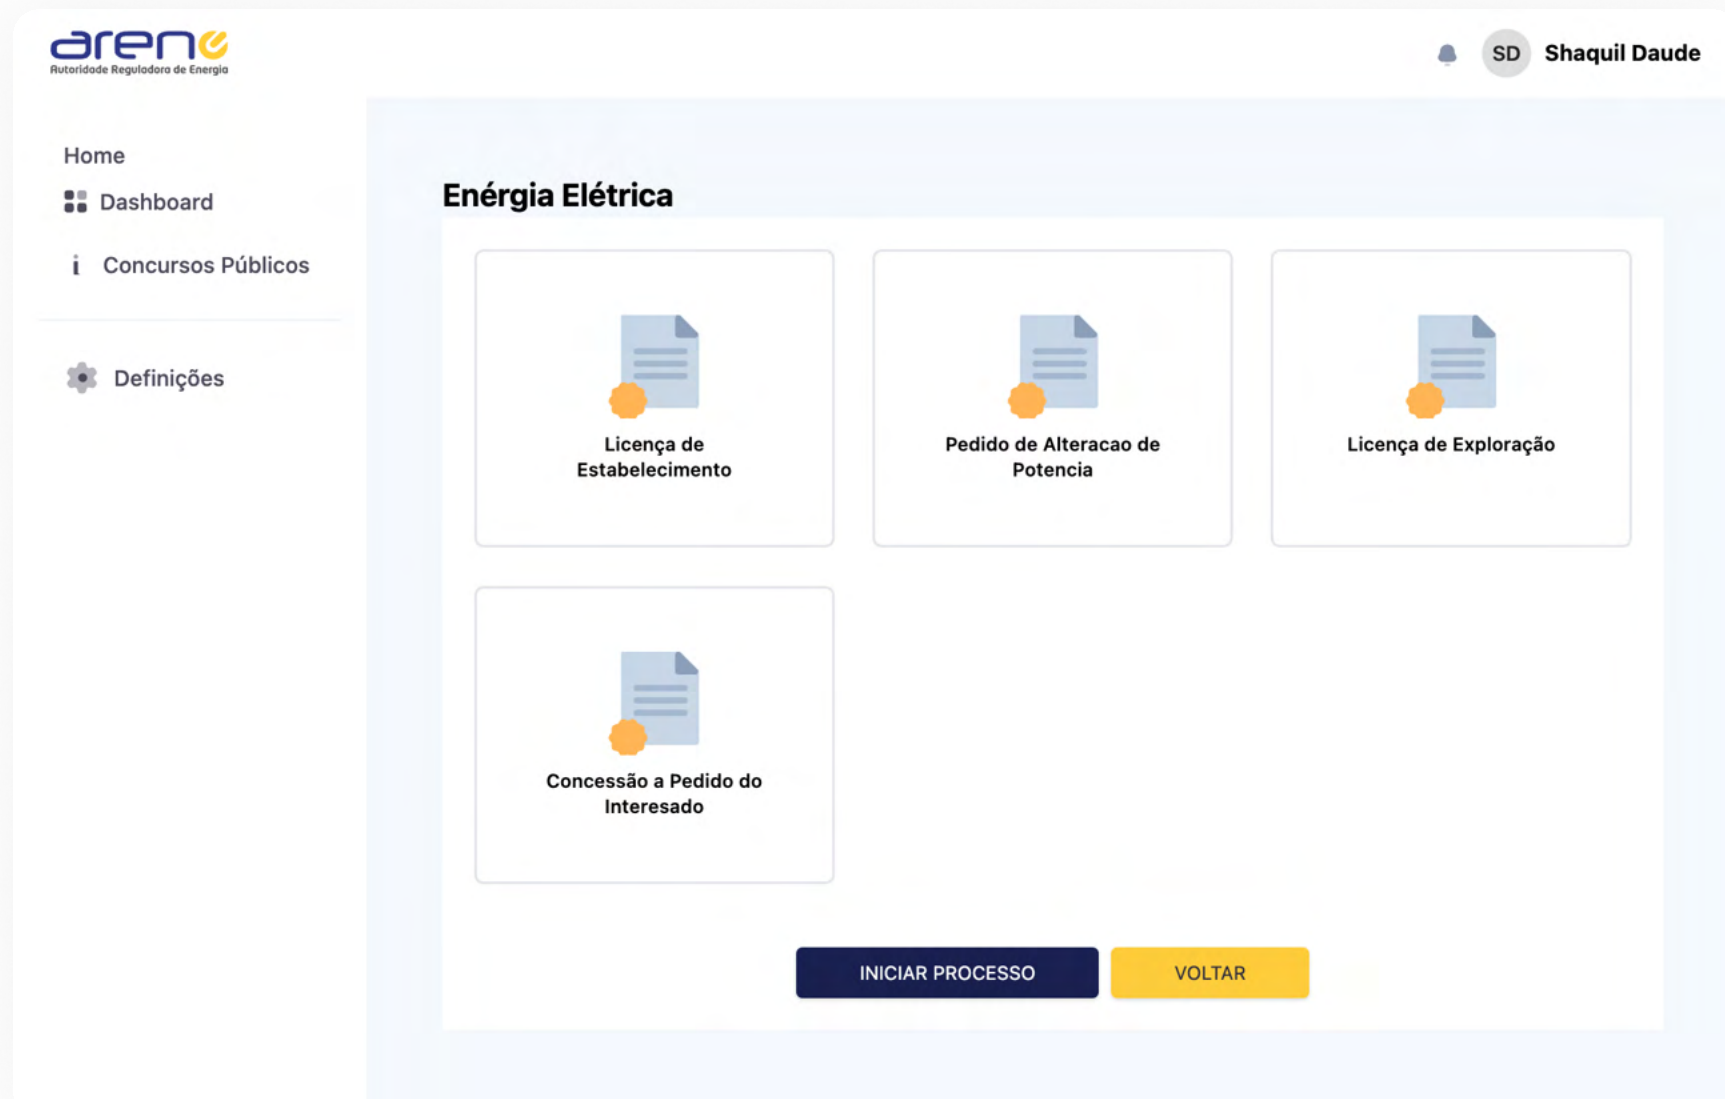 arene
Autoridade Reguladora de Energia
SD
Shaquil Daude
Home
Dashboard
Concursos Públicos
Definições
Enérgia Elétrica
Licença de
Estabelecimento
Pedido de Alteracao de
Potencia
Licença de Exploração
Concessão a Pedido do
Interesado
INICIAR PROCESSO
VOLTAR